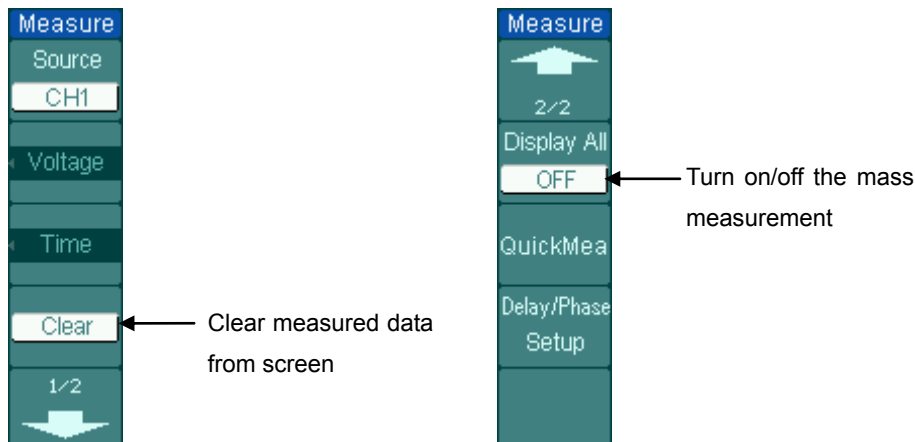 Measure
Source
CH1
Voltage
Time
Clear
1/2
Clear measured data
from screen
Measure
2/2
Display All
OFF
QuickMea
Delay/Phase
Setup
Turn on/off the mass
measurement